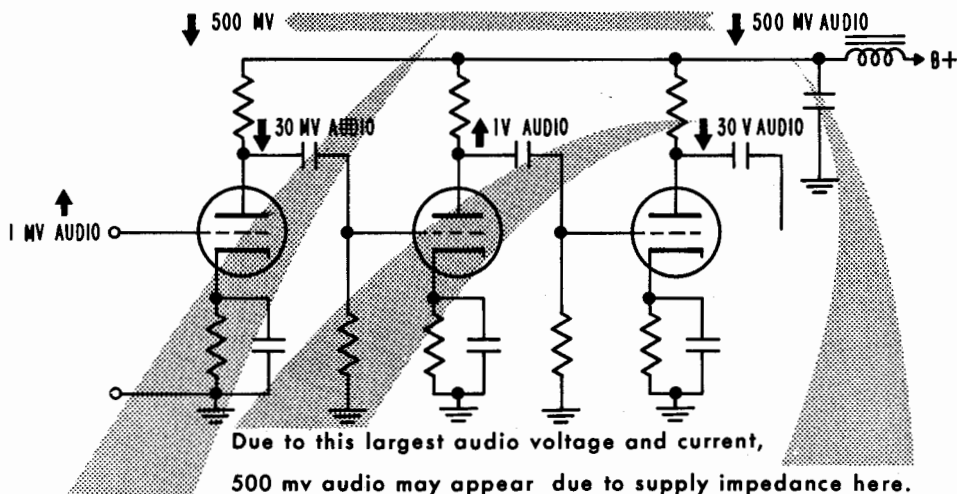 500 MV
500 MV AUDIO
B+
30 MV AUDIO
1V AUDIO
30 V AUDIO
1 MV AUDIO
Due to this largest audio voltage and current,
500 mv audio may appear due to supply impedance here.